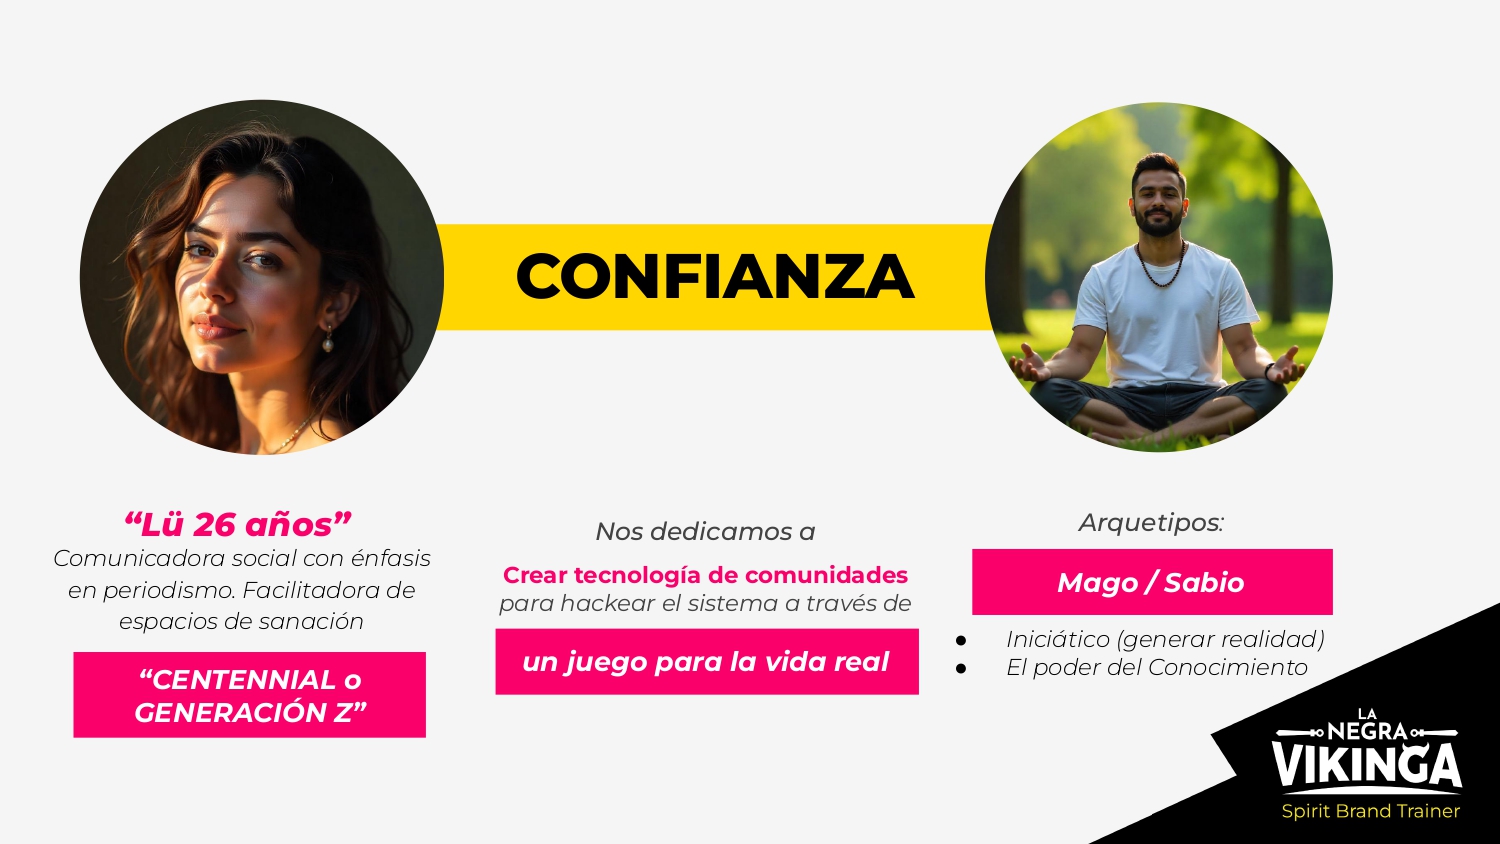 CONFIANZA
“Lü 26 años”
Comunicadora social con énfasis
en periodismo. Facilitadora de
espacios de sanación
“CENTENNIAL o
GENERACIÓN Z”
Nos dedicamos a
Crear tecnología de comunidades
para hackear el sistema a través de
un juego para la vida real
Arquetipos:
Mago / Sabio
● Iniciático (generar realidad)
● El poder del Conocimiento
LA
NEGRA
VIKINGA
Spirit Brand Trainer